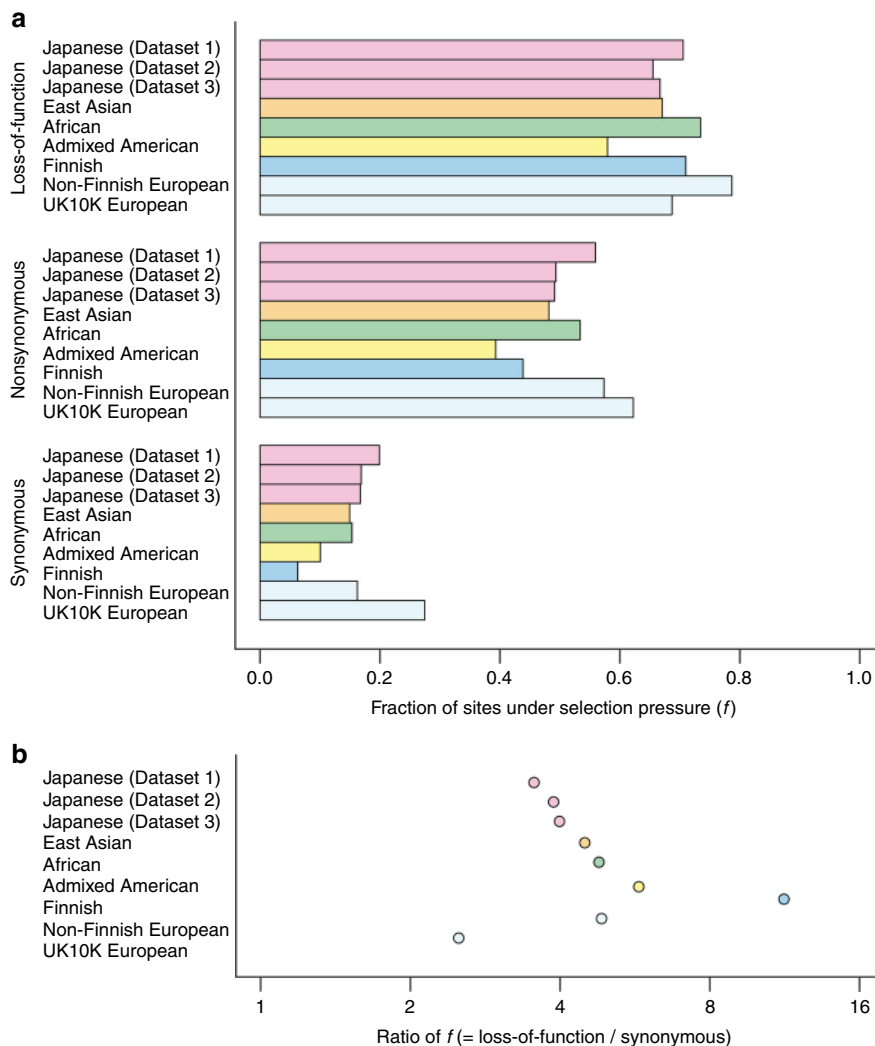 a
Loss-of-function
Japanese (Dataset 1)
Japanese (Dataset 2)
Japanese (Dataset 3)
East Asian
African
Admixed American
Finnish
Non-Finnish European
UK10K European
Nonsynonymous
Japanese (Dataset 1)
Japanese (Dataset 2)
Japanese (Dataset 3)
East Asian
African
Admixed American
Finnish
Non-Finnish European
UK10K European
Synonymous
Japanese (Dataset 1)
Japanese (Dataset 2)
Japanese (Dataset 3)
East Asian
African
Admixed American
Finnish
Non-Finnish European
UK10K European
0.0 0.2 0.4 0.6 0.8 1.0
Fraction of sites under selection pressure (f)
b
Japanese (Dataset 1)
Japanese (Dataset 2)
Japanese (Dataset 3)
East Asian
African
Admixed American
Finnish
Non-Finnish European
UK10K European
1 2 4 8 16
Ratio of f (= loss-of-function / synonymous)